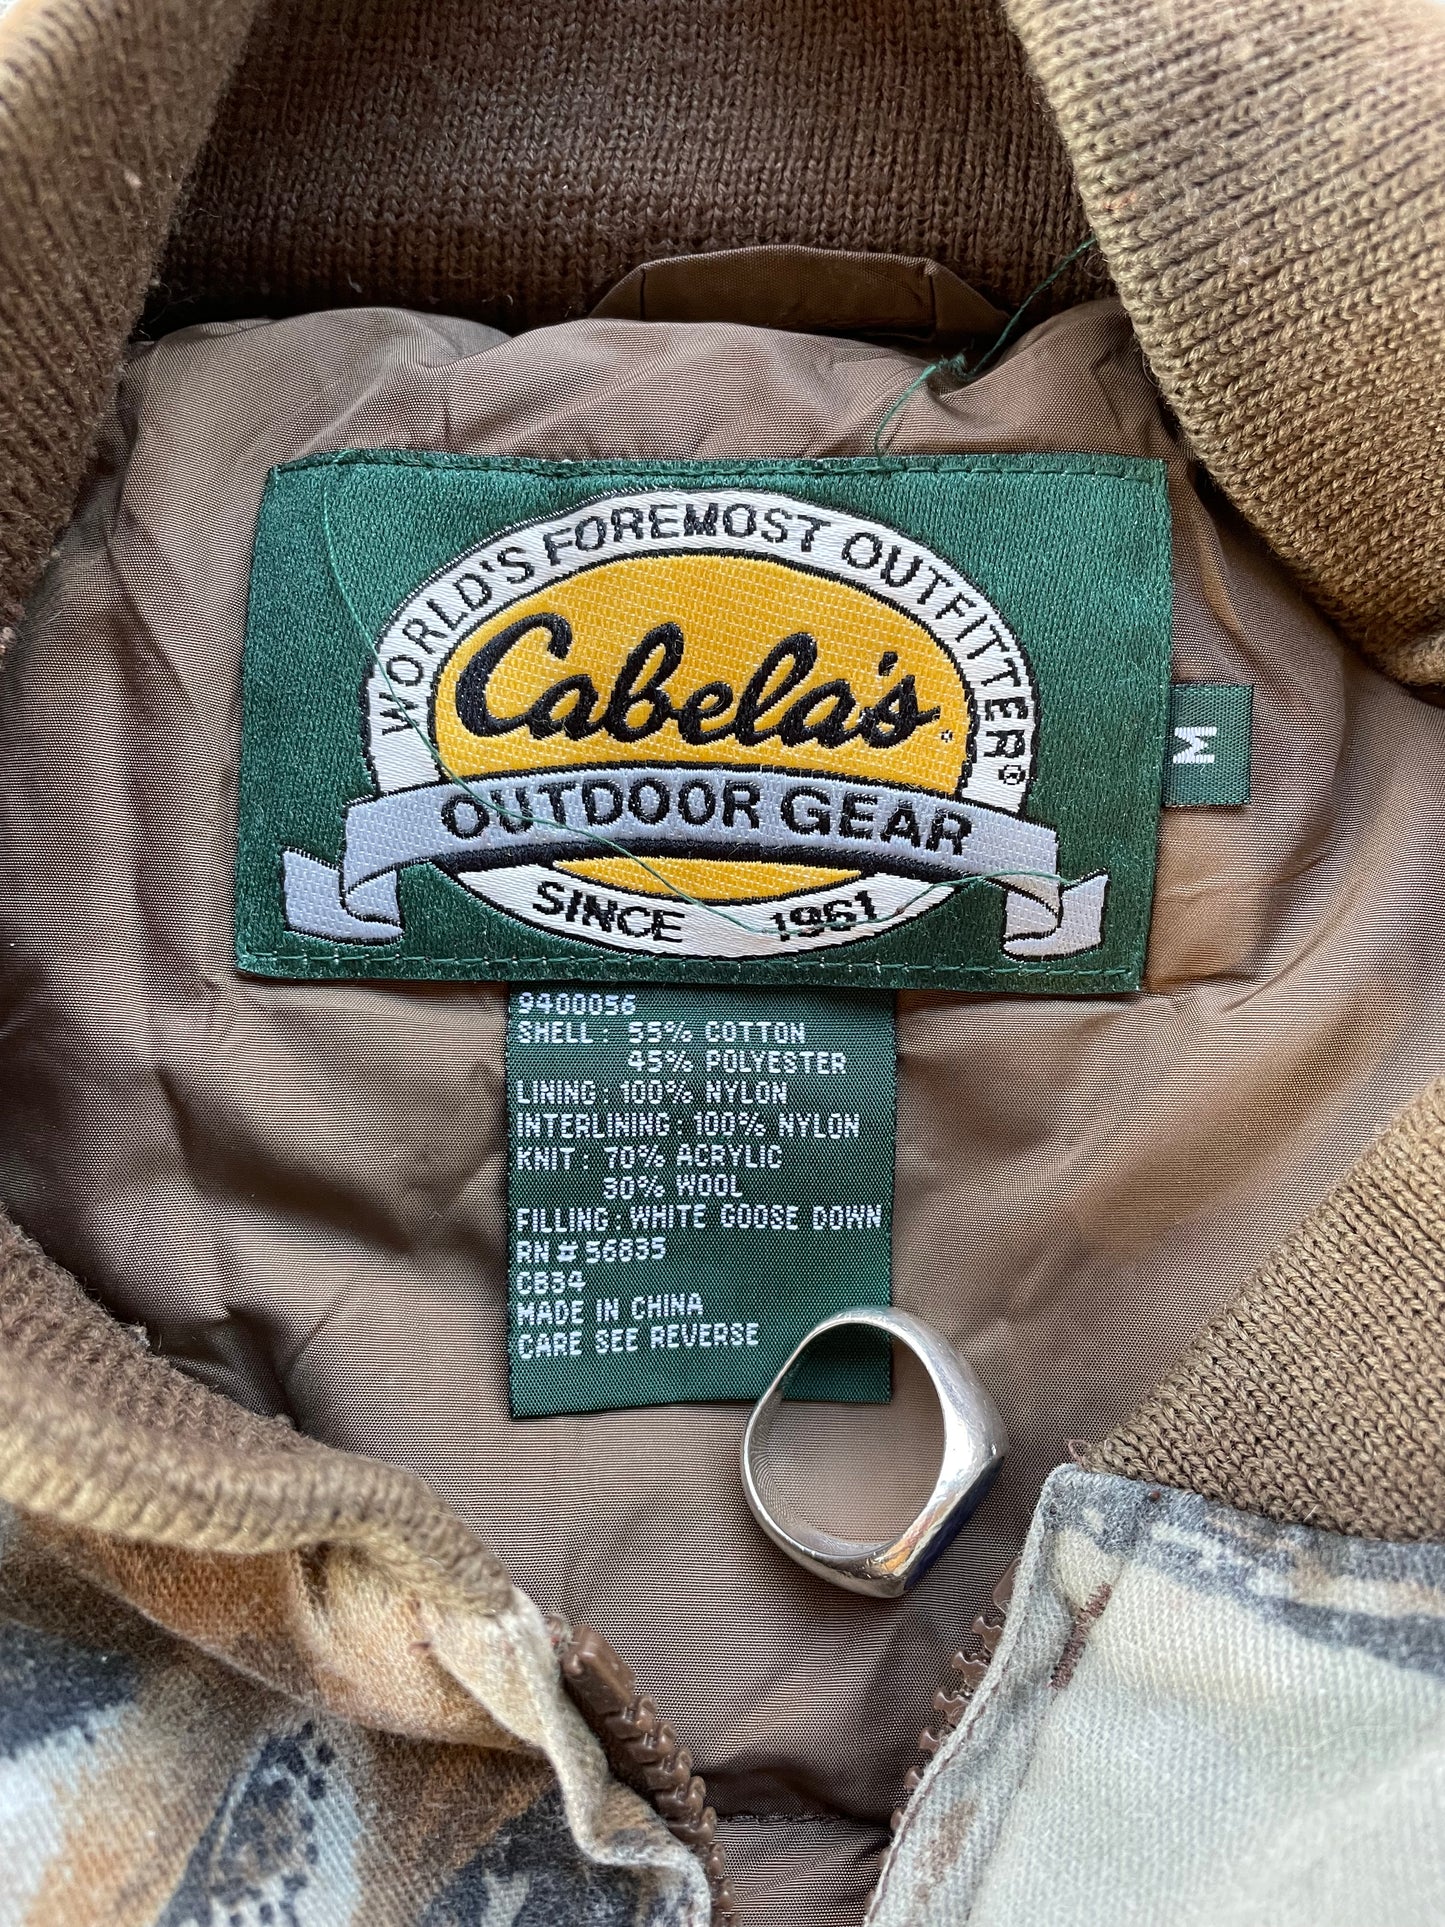 WORLD'S FOREMOST OUTFITTER®
Cabela's.
OUTDOOR GEAR
SINCE 1961
M
9400056
SHELL: 55% COTTON
45% POLYESTER
LINING: 100% NYLON
INTERLINING: 100% NYLON
KNIT: 70% ACRYLIC
30% WOOL
FILLING: WHITE GOOSE DOWN
RN # 56835
CB34
MADE IN CHINA
CARE SEE REVERSE